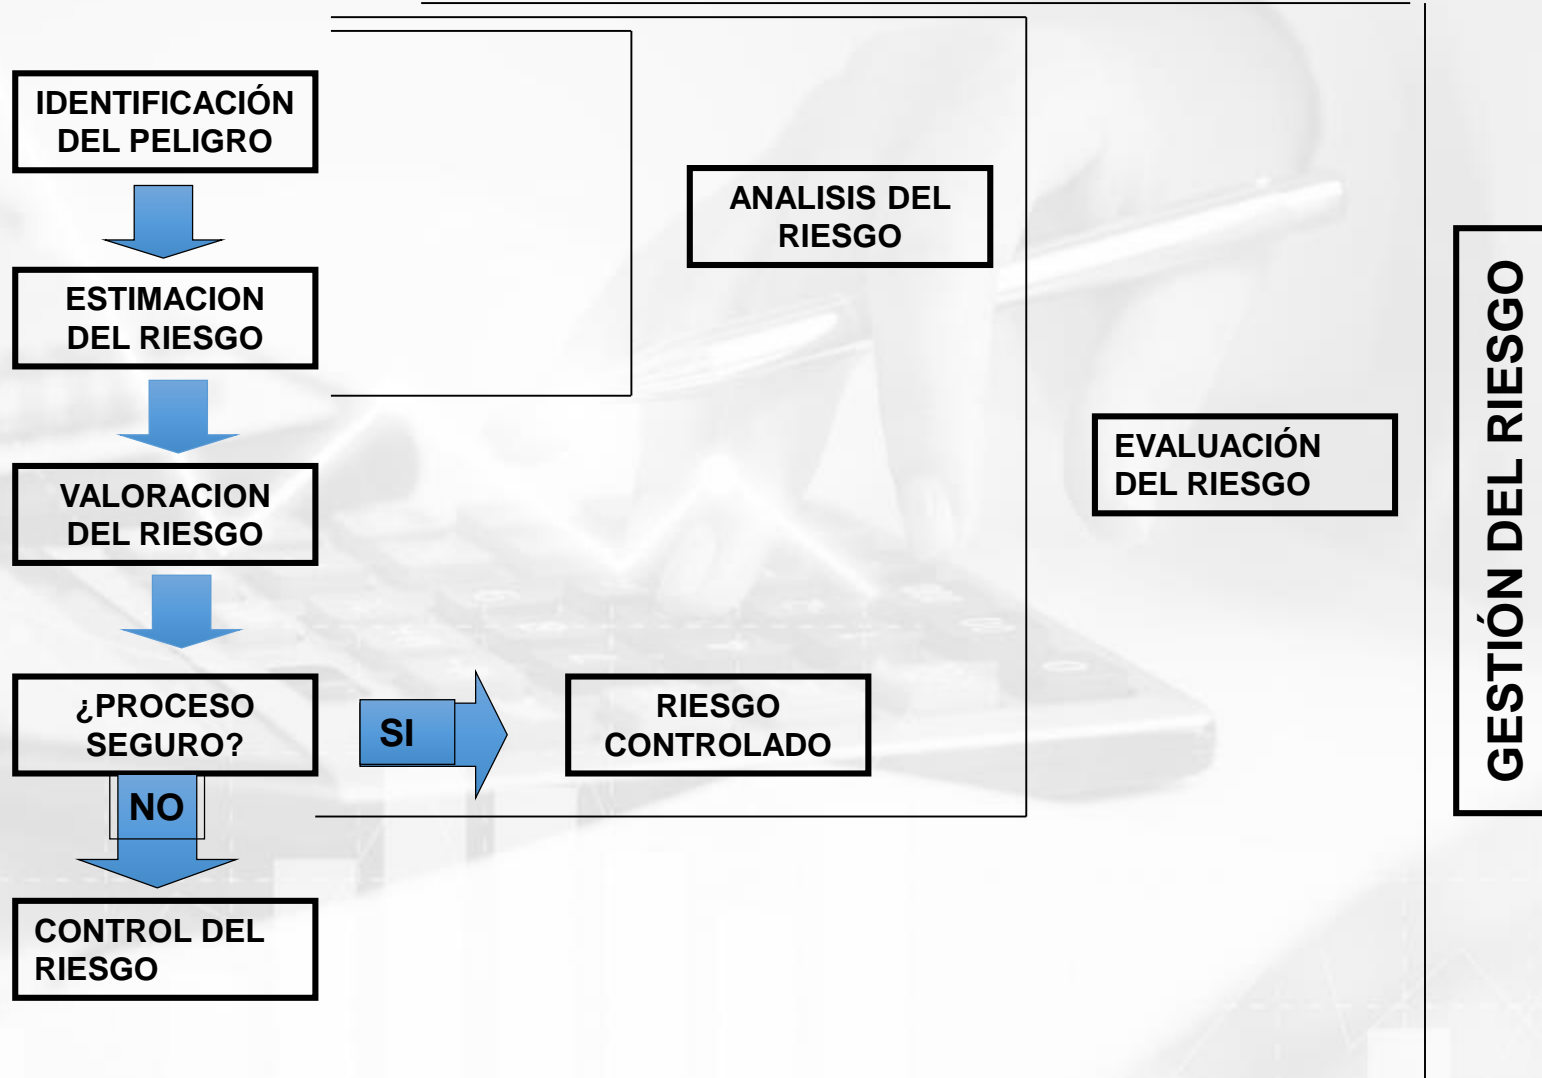 IDENTIFICACIÓN
DEL PELIGRO
ANALISIS DEL
RIESGO
ESTIMACION
DEL RIESGO
VALORACION
DEL RIESGO
EVALUACIÓN
DEL RIESGO
GESTIÓN DEL RIESGO
¿PROCESO
SEGURO?
SI
RIESGO
CONTROLADO
NO
CONTROL DEL
RIESGO